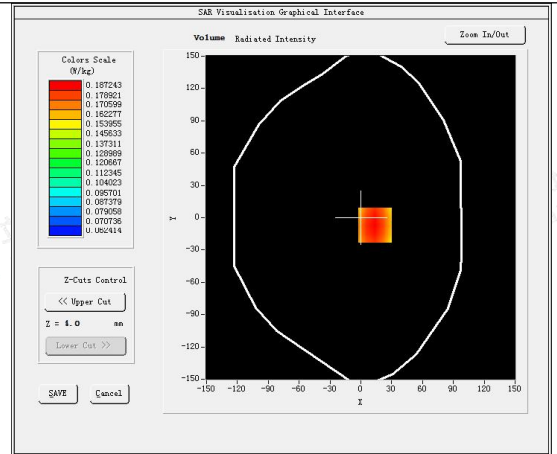 SAR Visualisation Graphical Interface
Volume Radiated Intensity
Zoom In/Out
Colors Scale
(W/kg)
0.187243
0.178921
0.170599
0.162277
0.153955
0.145633
0.137311
0.128989
0.120667
0.112345
0.104023
0.095701
0.087379
0.079058
0.070736
0.062414
150
120
90
60
30
0
-30
-60
-90
-120
-150
Y
-150 -120 -90 -60 -30 0 30 60 90 120 150
X
Z-Cuts Control
<< Upper Cut
Z = 4.0 mm
Lower Cut >>
SAVE Cancel